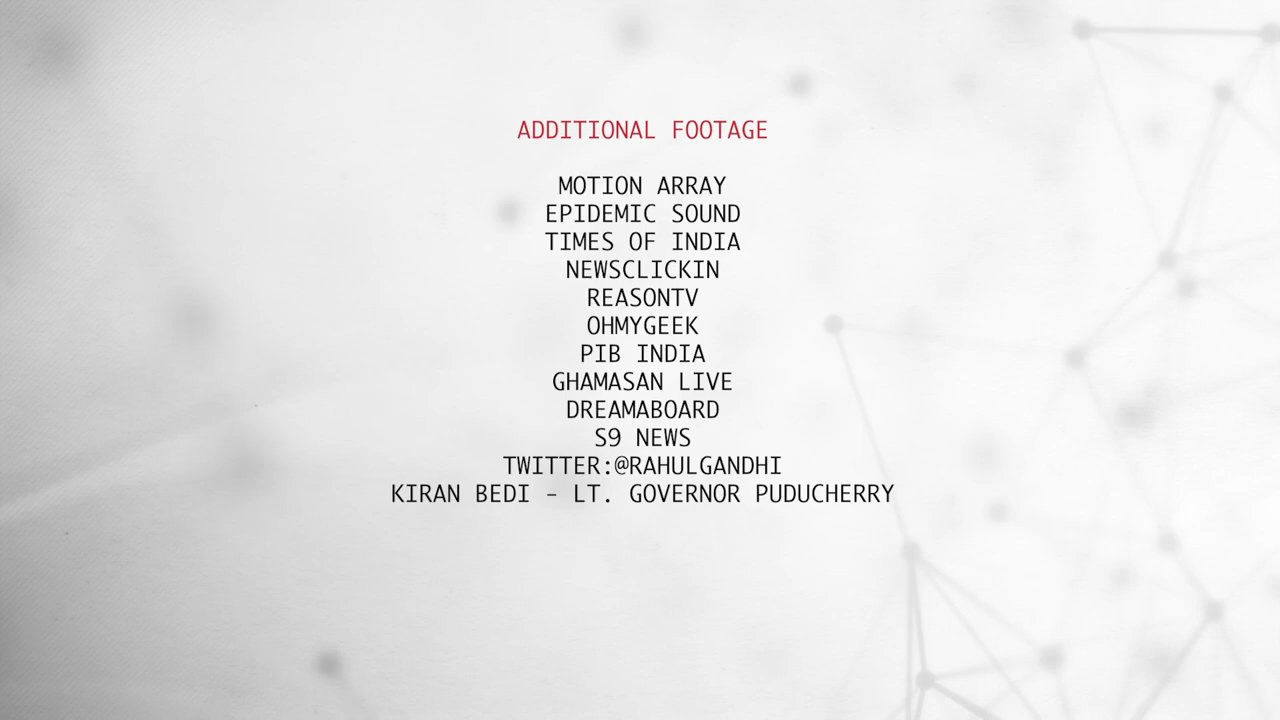 ADDITIONAL FOOTAGE
MOTION ARRAY
EPIDEMIC SOUND
TIMES OF INDIA
NEWSCLICKIN
REASONTV
OHMYGEEK
PIB INDIA
GHAMASAN LIVE
DREAMABOARD
S9 NEWS
TWITTER:@RAHULGANDHI
KIRAN BEDI - LT. GOVERNOR PUDUCHERRY